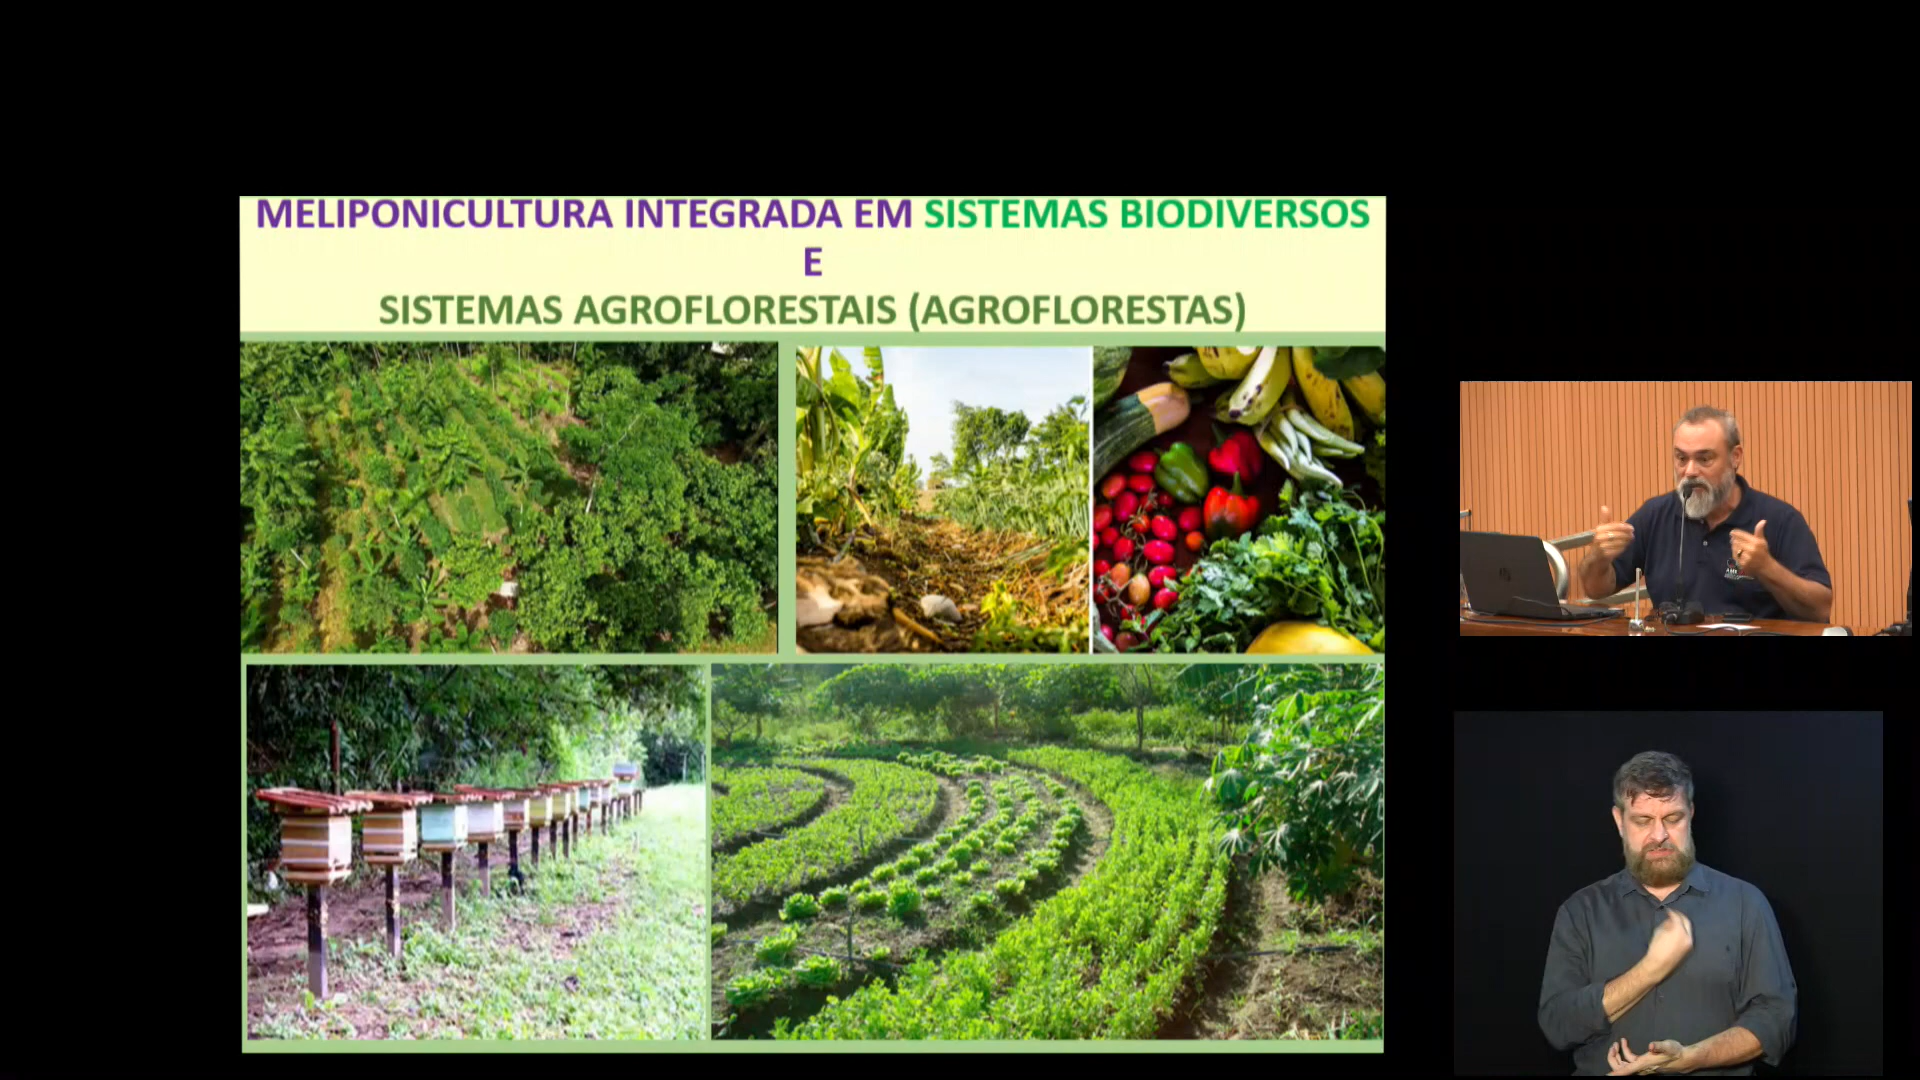 MELIPONICULTURA INTEGRADA EM SISTEMAS BIODIVERSOS
E
SISTEMAS AGROFLORESTAIS (AGROFLORESTAS)